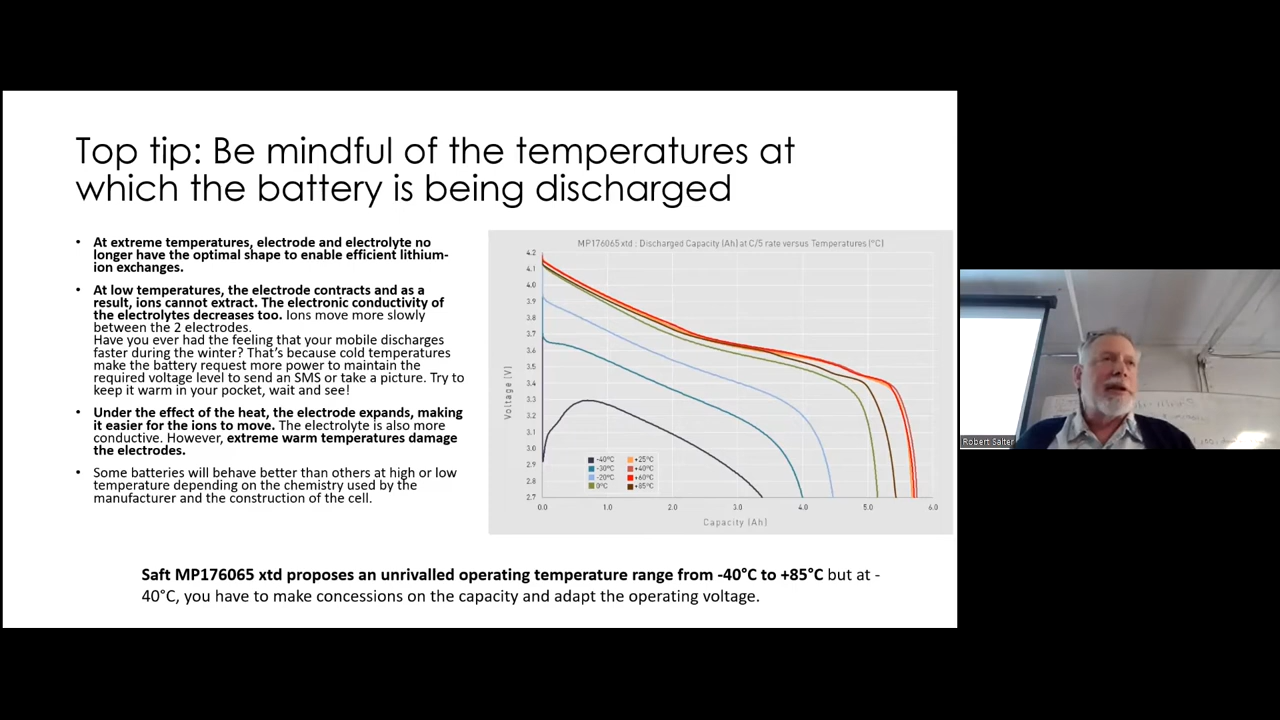 Top tip: Be mindful of the temperatures at
which the battery is being discharged
• At extreme temperatures, electrode and electrolyte no
longer have the optimal shape to enable efficient lithium-
ion exchanges.
• At low temperatures, the electrode contracts and as a
result, ions cannot extract. The electronic conductivity of
the electrolytes decreases too. Ions move more slowly
between the 2 electrodes.
Have you ever had the feeling that your mobile discharges
faster during the winter? That's because cold temperatures
make the battery request more power to maintain the
required voltage level to send an SMS or take a picture. Try to
keep it warm in your pocket, wait and see!
• Under the effect of the heat, the electrode expands, making
it easier for the ions to move. The electrolyte is also more
conductive. However, extreme warm temperatures damage
the electrodes.
• Some batteries will behave better than others at high or low
temperature depending on the chemistry used by the
manufacturer and the construction of the cell.
MP176065 xtd : Discharged Capacity (Ah) at C/5 rate versus Temperatures (°C)
Voltage (V)
4.2
4.1
4.0
3.9
3.8
3.7
3.6
3.5
3.4
3.3
3.2
3.1
3.0
2.9
2.8
2.7
-40°C +25°C
-30°C +40°C
-20°C +60°C
0°C +85°C
0.0 1.0 2.0 3.0 4.0 5.0 6.0
Capacity (Ah)
Saft MP176065 xtd proposes an unrivalled operating temperature range from -40°C to +85°C but at -
40°C, you have to make concessions on the capacity and adapt the operating voltage.
Robert Salter